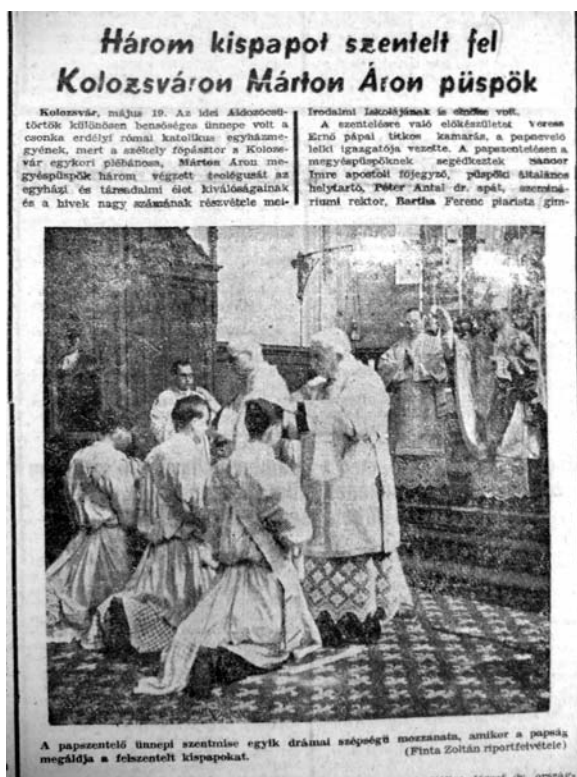 Három kispapot szentelt fel
Kolozsváron Márton Áron püspök
Kolozsvár, május 19. Az idei Áldozócsü-
törtök különösen bensőséges ünnepe volt a
csonka erdélyi római katolikus egyházme-
gyének, mert a székely főpásztor a Kolozs-
vár egykori plébánosa, Márton Áron me-
gyéspüspök három végzett teológusát az
egyházi és társadalmi élet kiválóságainak
és a hivek nagy számának részvétele mel-
Irodalmi Iskolájának is elnöke volt.
A szentelésre való előkészületet Veress
Ernő pápai titkos kamarás, a papnevelő
lelki igazgatója vezette. A papszentelésen a
megyéspüspöknek segédkeztek Sándor
Imre apostoli főjegyző, püspöki általános
helytartó, Péter Antal dr. apát, szeminá-
riumi rektor, Bartha Ferenc piarista gim-
A papszentelő ünnepi szentmise egyik drámai szépségű mozzanata, amikor a papság
megáldja a felszentelt kispapokat.
(Finta Zoltán riportfelvétele)